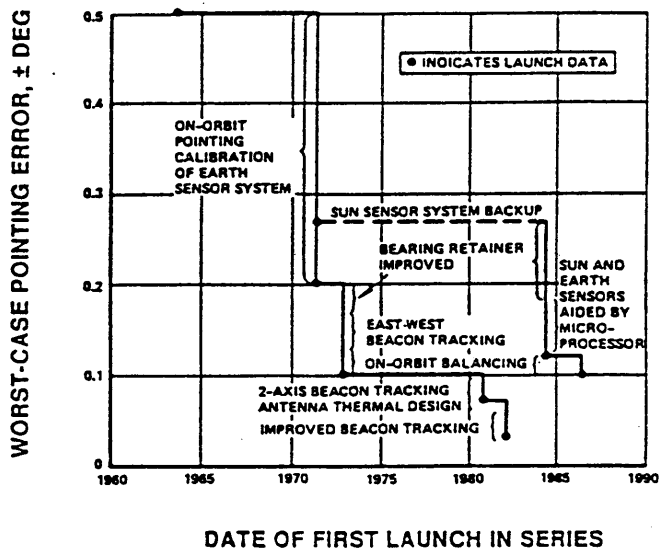 WORST-CASE POINTING ERROR, ± DEG
0.5
0.4
0.3
0.2
0.1
0
● INDICATES LAUNCH DATA
ON-ORBIT
POINTING
CALIBRATION
OF EARTH
SENSOR SYSTEM
SUN SENSOR SYSTEM BACKUP
BEARING RETAINER
IMPROVED
SUN AND
EARTH
SENSORS
AIDED BY
MICRO-
PROCESSOR
EAST-WEST
BEACON TRACKING
ON-ORBIT BALANCING
2-AXIS BEACON TRACKING
ANTENNA THERMAL DESIGN
IMPROVED BEACON TRACKING
1960 1965 1970 1975 1980 1985 1990
DATE OF FIRST LAUNCH IN SERIES